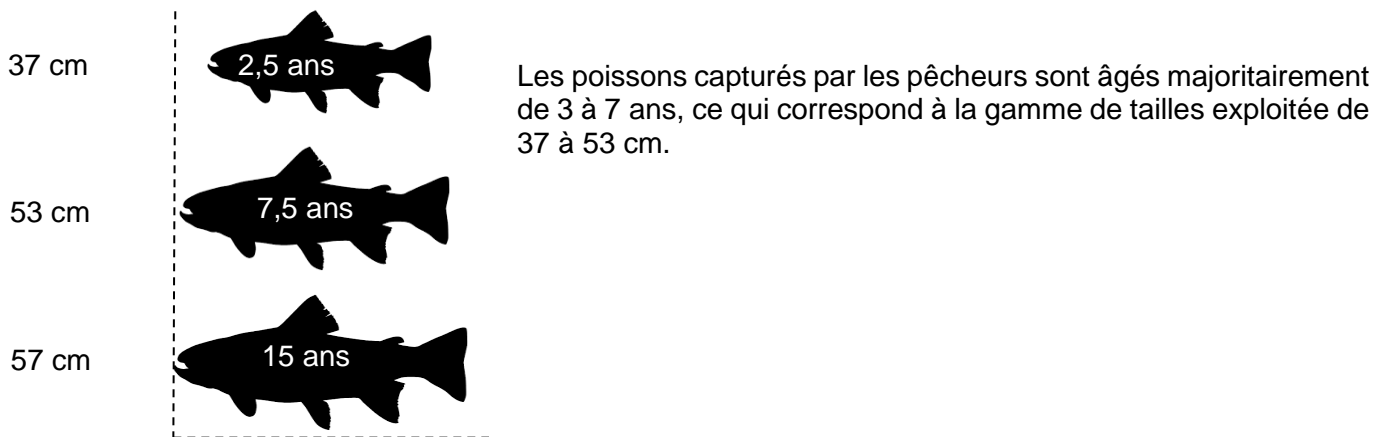 37 cm
2,5 ans
Les poissons capturés par les pêcheurs sont âgés majoritairement
de 3 à 7 ans, ce qui correspond à la gamme de tailles exploitée de
37 à 53 cm.
53 cm
7,5 ans
57 cm
15 ans